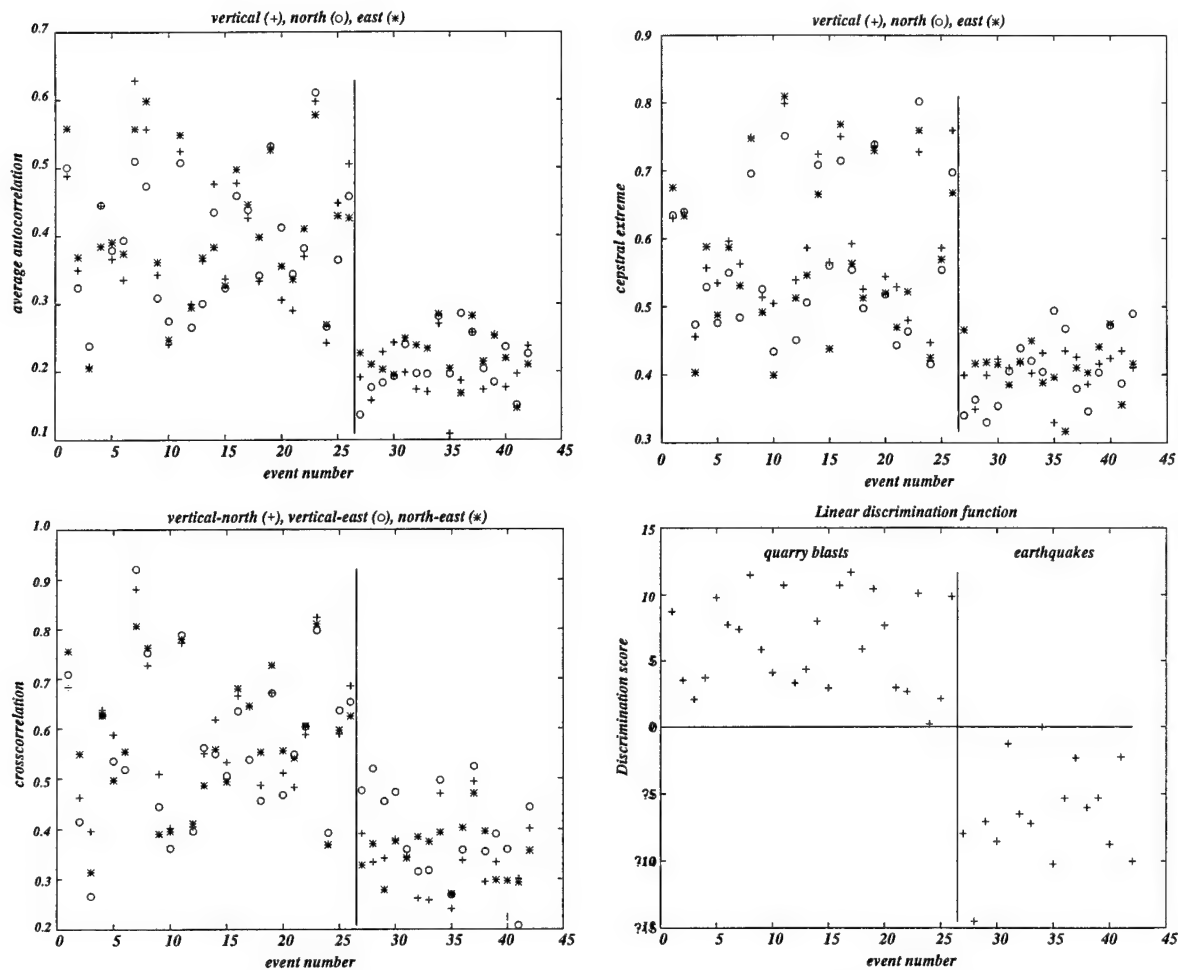 vertical (+), north (o), east (*)
0.7
0.6
0.5
0.4
0.3
0.2
0.1
average autocorrelation
0 5 10 15 20 25 30 35 40 45
event number
vertical (+), north (o), east (*)
0.9
0.8
0.7
0.6
0.5
0.4
0.3
cepstral extreme
0 5 10 15 20 25 30 35 40 45
event number
vertical-north (+), vertical-east (o), north-east (*)
1.0
0.9
0.8
0.7
0.6
0.5
0.4
0.3
0.2
crosscorrelation
0 5 10 15 20 25 30 35 40 45
event number
Linear discrimination function
quarry blasts earthquakes
15
10
5
0
?5
?10
?15
Discrimination score
0 5 10 15 20 25 30 35 40 45
event number